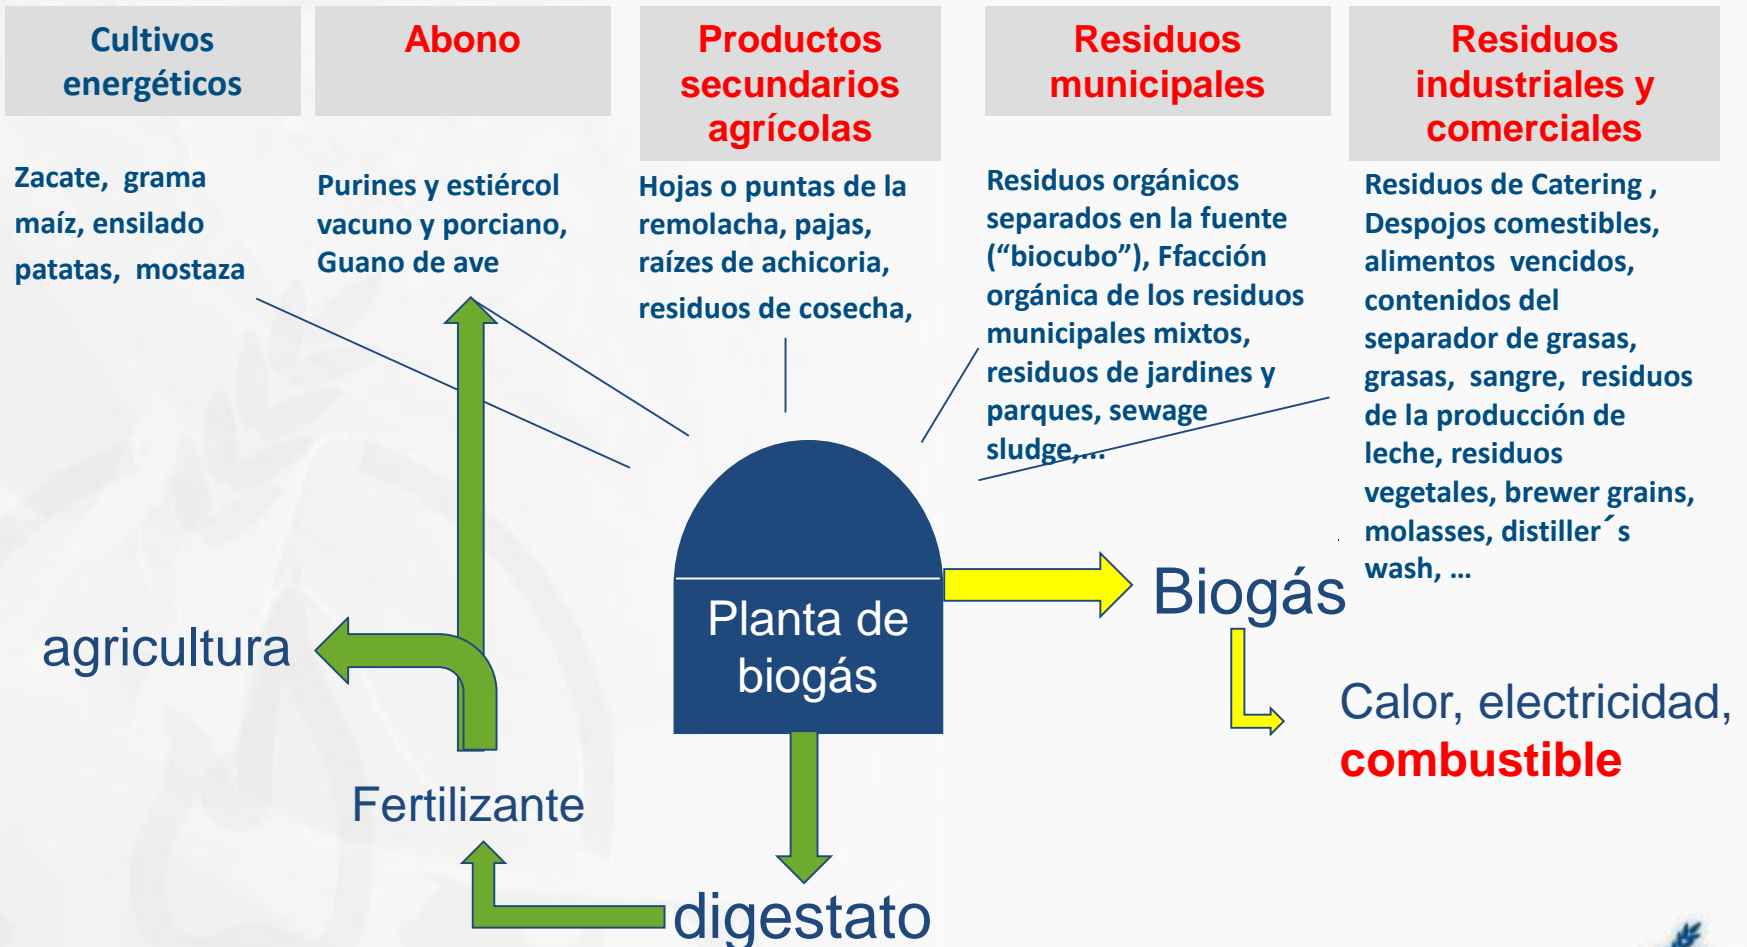 Cultivos
energéticos
Abono
Productos
secundarios
agrícolas
Residuos
municipales
Residuos
industriales y
comerciales
Zacate, grama
maíz, ensilado
patatas, mostaza
Purines y estiércol
vacuno y porciano,
Guano de ave
Hojas o puntas de la
remolacha, pajas,
raízes de achicoria,
residuos de cosecha,
Residuos orgánicos
separados en la fuente
(“biocubo”), Ffacción
orgánica de los residuos
municipales mixtos,
residuos de jardines y
parques, sewage
sludge,...
Residuos de Catering ,
Despojos comestibles,
alimentos vencidos,
contenidos del
separador de grasas,
grasas, sangre, residuos
de la producción de
leche, residuos
vegetales, brewer grains,
molasses, distiller´s
wash, ...
Planta de
biogás
Biogás
Calor, electricidad,
combustible
agricultura
Fertilizante
digestato